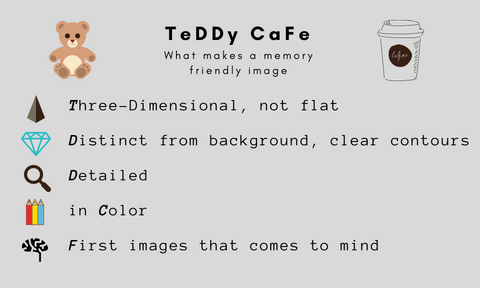 TeDDy CaFe
What makes a memory
friendly image
Coffee
Three-Dimensional, not flat
Distinct from background, clear contours
Detailed
in Color
First images that comes to mind